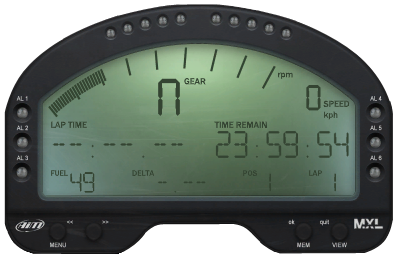 rpm
GEAR
n
0 SPEED
kph
AL 1
AL 2
AL 3
AL 4
AL 5
AL 6
LAP TIME
TIME REMAIN
--.--.--
23:59:54
FUEL 49
DELTA -.--
POS 1
LAP 1
AIM
<< >>
MENU
ok quit
MEM VIEW
MXL